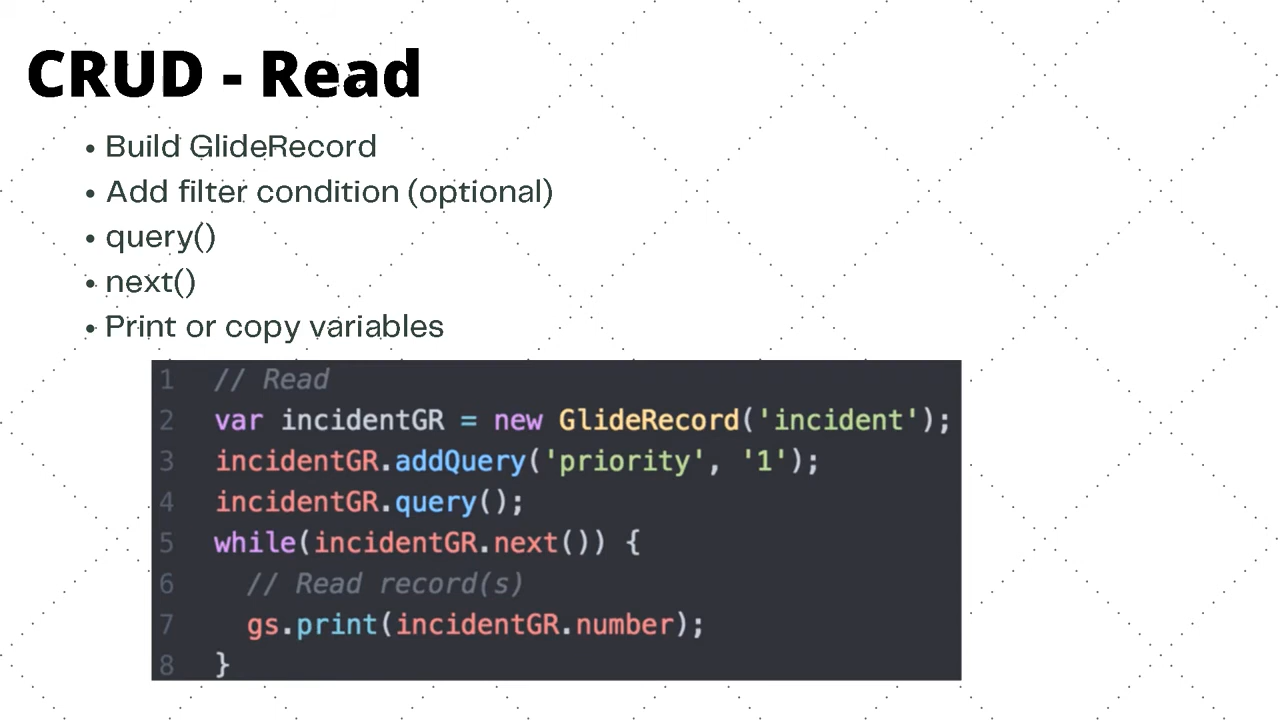 CRUD - Read
• Build GlideRecord
• Add filter condition (optional)
• query()
• next()
• Print or copy variables
1 // Read
2 var incidentGR = new GlideRecord('incident');
3 incidentGR.addQuery('priority', '1');
4 incidentGR.query();
5 while(incidentGR.next()) {
6   // Read record(s)
7   gs.print(incidentGR.number);
8 }